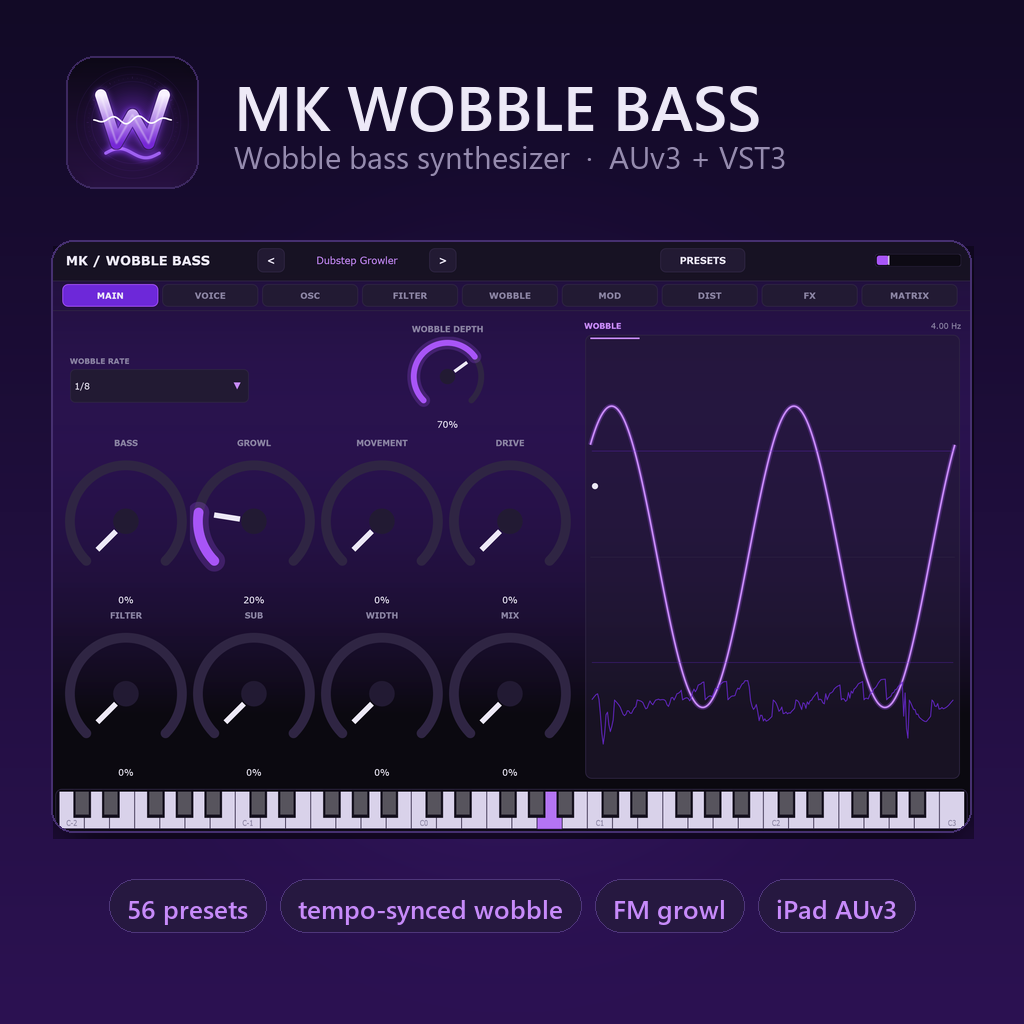 W
MK WOBBLE BASS
Wobble bass synthesizer · AUv3 + VST3
MK / WOBBLE BASS < Dubstep Growler > PRESETS
MAIN VOICE OSC FILTER WOBBLE MOD DIST FX MATRIX
WOBBLE DEPTH WOBBLE 4.00 Hz
WOBBLE RATE
1/8 ▼
70%
BASS GROWL MOVEMENT DRIVE
0% 20% 0% 0%
FILTER SUB WIDTH MIX
0% 0% 0% 0%
C-2 C-1 C0 C1 C2 C3
56 presets tempo-synced wobble FM growl iPad AUv3